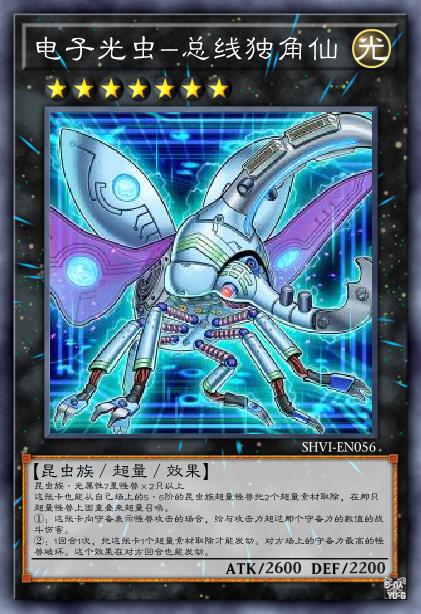 电子光虫-总线独角仙 光
SHVI-EN056
【昆虫族/超量/效果】
昆虫族·光属性7星怪兽×2只以上
这张卡也能从自己场上的5·6阶的昆虫族超量怪兽把2个超量素材取除,在那只
超量怪兽上面重叠来超量召唤。
①:这张卡向守备表示怪兽攻击的场合,给与攻击力超过那个守备力的数值的战
斗伤害。
②:1回合1次,把这张卡1个超量素材取除才能发动。对方场上的守备力最高的怪
兽破坏。这个效果在对方回合也能发动。
ATK/2600 DEF/2200